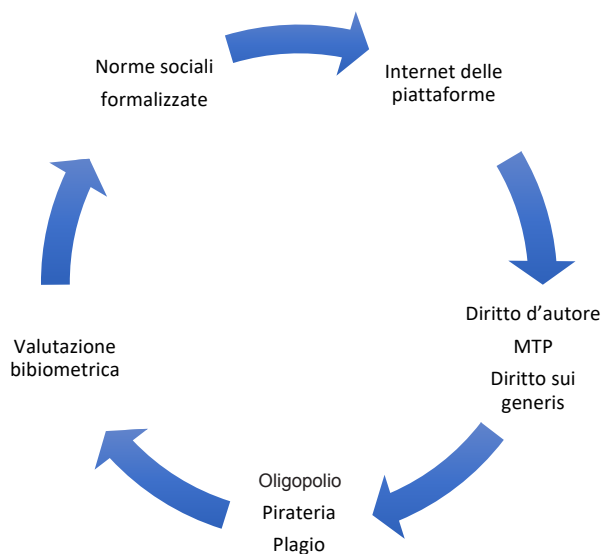 Norme sociali
formalizzate
Internet delle
piattaforme
Diritto d'autore
MTP
Diritto sui
generis
Oligopolio
Pirateria
Plagio
Valutazione
bibiometrica